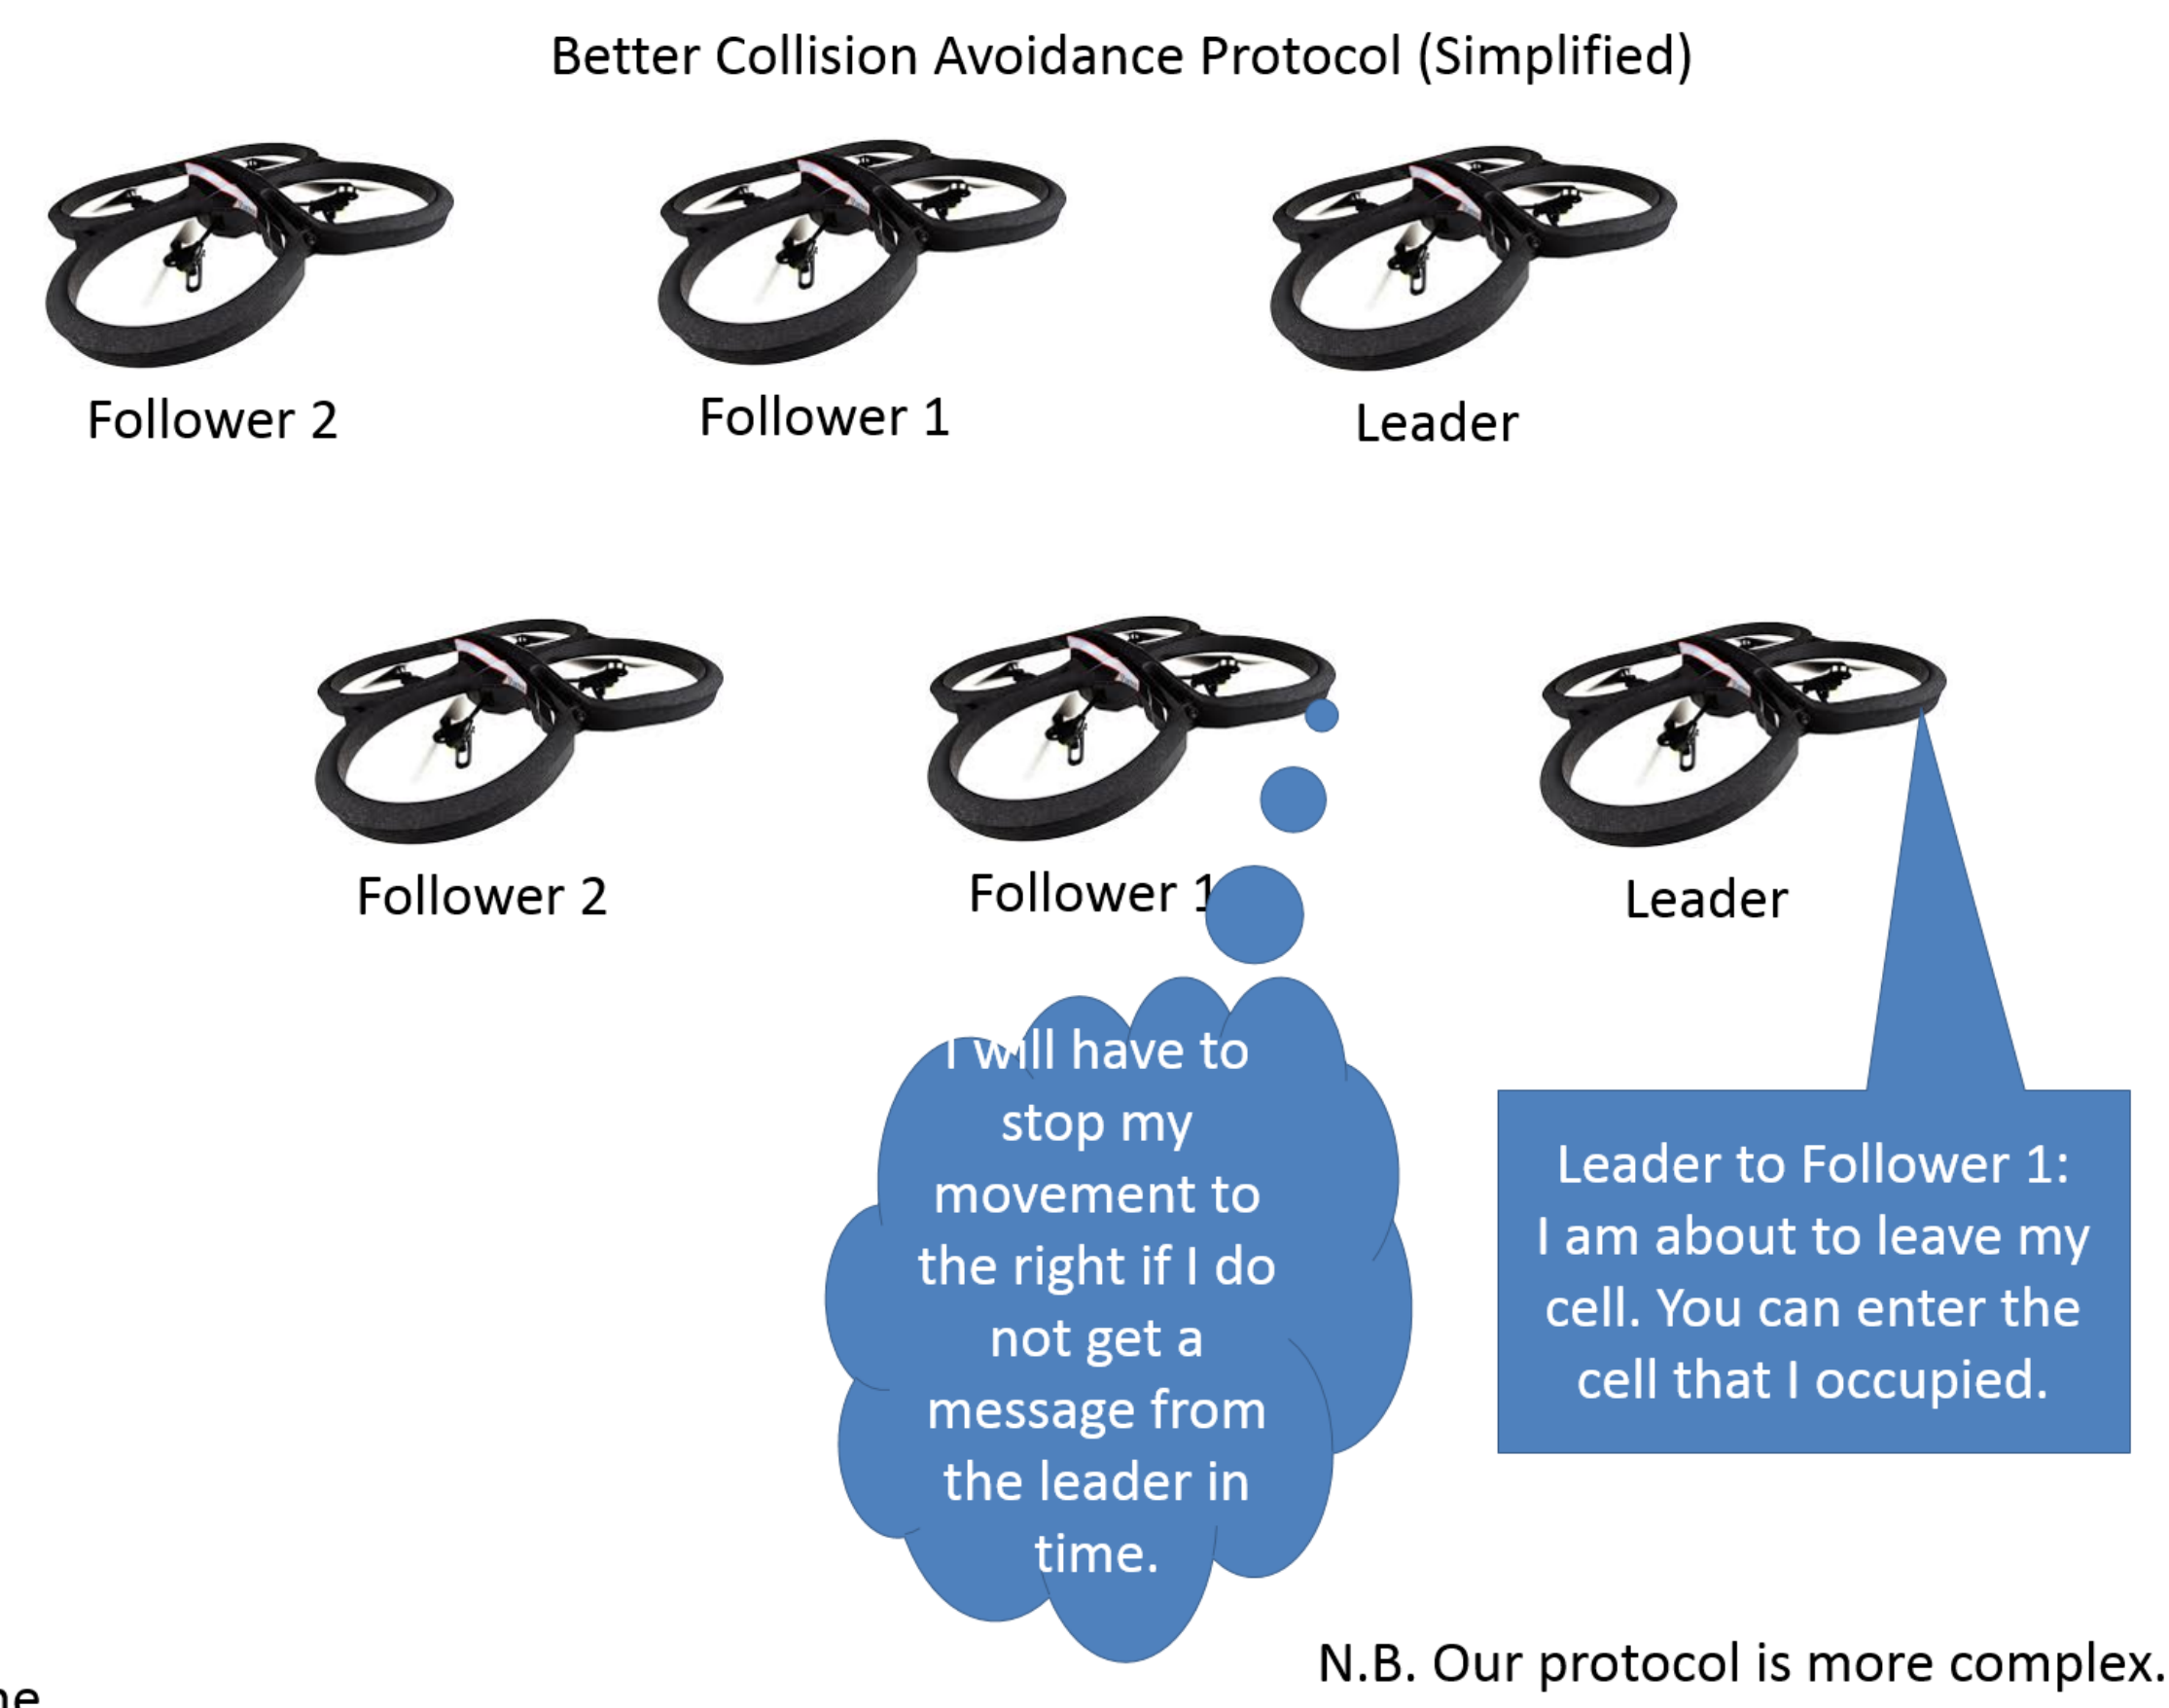 Better Collision Avoidance Protocol (Simplified)
Follower 2
Follower 1
Leader
Follower 2
Follower 1
Leader
I will have to
stop my
movement to
the right if I do
not get a
message from
the leader in
time.
Leader to Follower 1:
I am about to leave my
cell. You can enter the
cell that I occupied.
N.B. Our protocol is more complex.